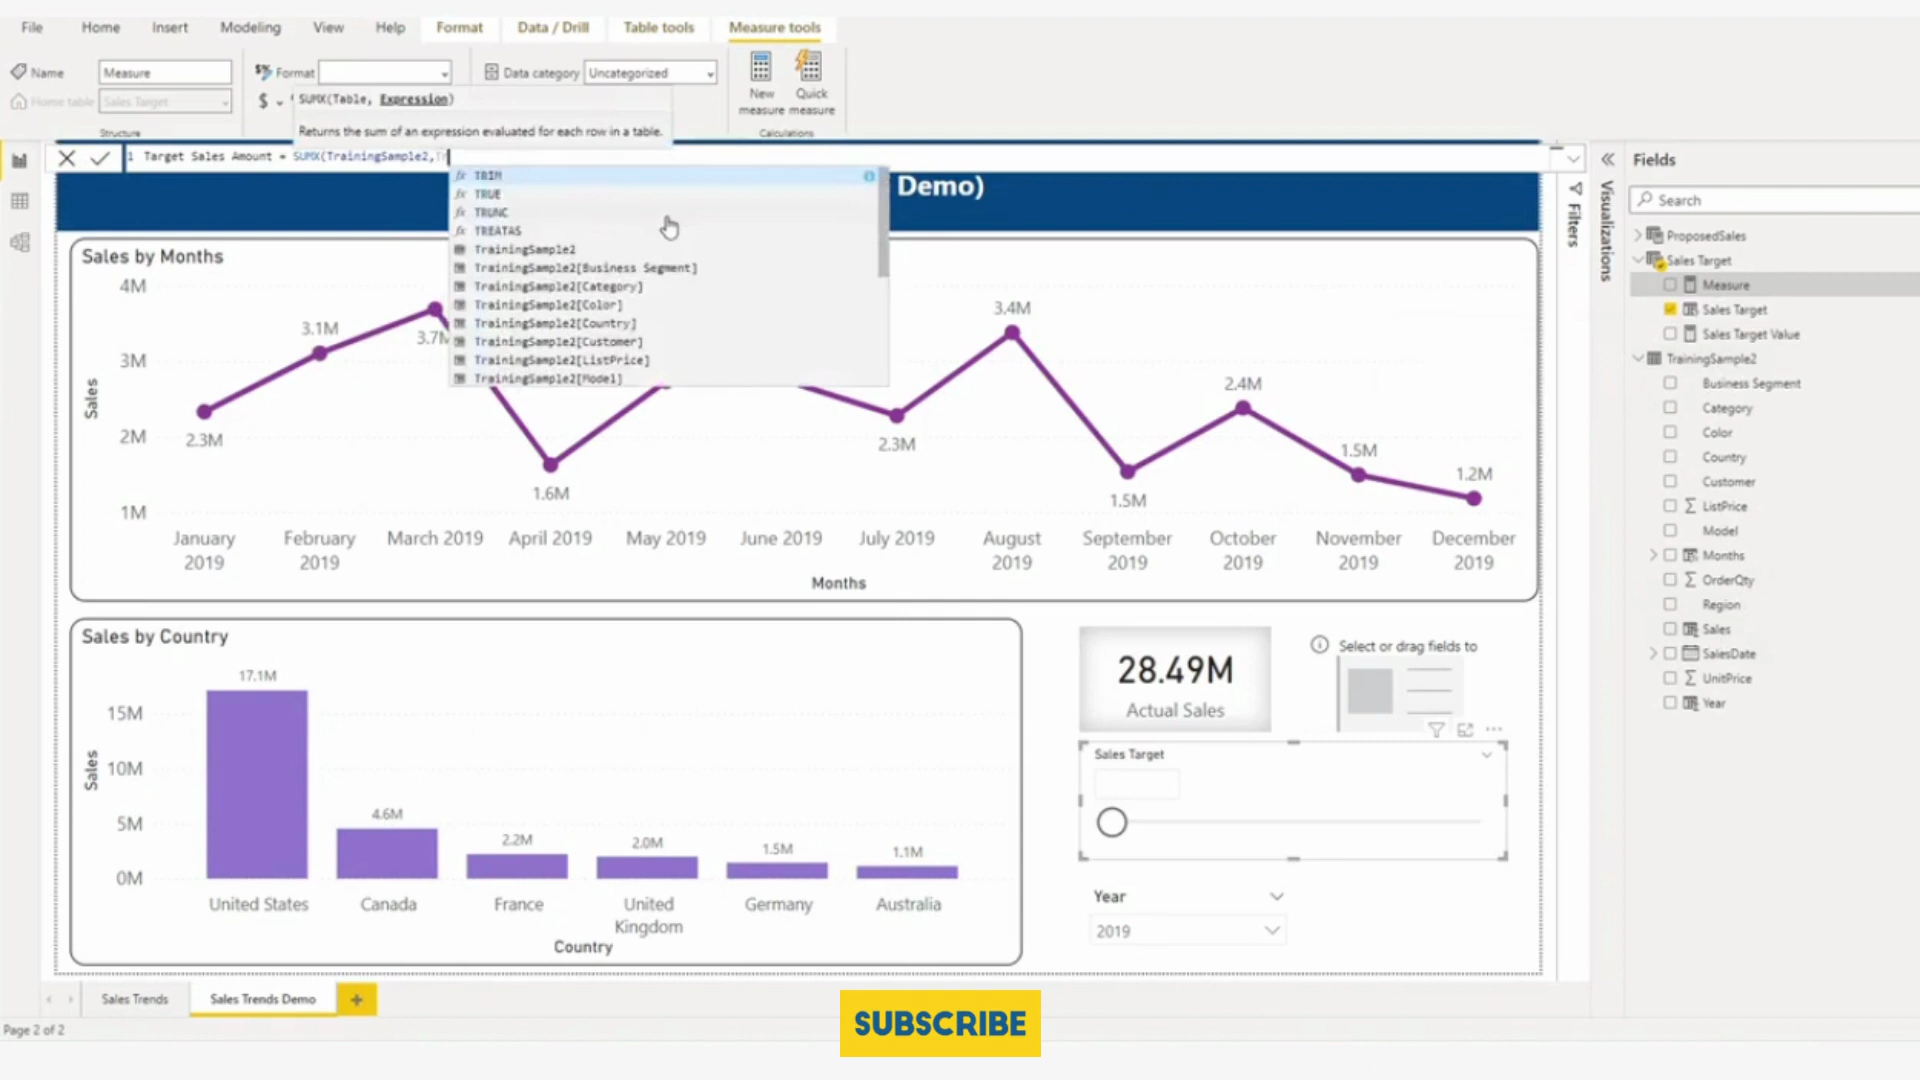 File Home Insert Modeling View Help Format Data / Drill Table tools Measure tools
Name Measure
Format
Data category Uncategorized
Home table Sales Target
$
New measure
Quick measure
Structure
Calculations
SUMX(Table, Expression)
Returns the sum of an expression evaluated for each row in a table.
1 Target Sales Amount = SUMX(TrainingSample2,Tr
TRIM
TRUE
TRUNC
TREATAS
TrainingSample2
TrainingSample2[Business Segment]
TrainingSample2[Category]
TrainingSample2[Color]
TrainingSample2[Country]
TrainingSample2[Customer]
TrainingSample2[ListPrice]
TrainingSample2[Model]
Demo)
Sales by Months
Sales
4M
3M
2M
1M
2.3M
3.1M
3.7M
1.6M
2.3M
3.4M
1.5M
2.4M
1.5M
1.2M
January 2019
February 2019
March 2019
April 2019
May 2019
June 2019
July 2019
August 2019
September 2019
October 2019
November 2019
December 2019
Months
Sales by Country
Sales
15M
10M
5M
0M
17.1M
4.6M
2.2M
2.0M
1.5M
1.1M
United States
Canada
France
United Kingdom
Germany
Australia
Country
28.49M
Actual Sales
Select or drag fields to
Sales Target
Year
2019
Filters
Visualizations
Fields
Search
ProposedSales
Sales Target
Measure
Sales Target
Sales Target Value
TrainingSample2
Business Segment
Category
Color
Country
Customer
ListPrice
Model
Months
OrderQty
Region
Sales
SalesDate
UnitPrice
Year
Sales Trends
Sales Trends Demo
+
Page 2 of 2
SUBSCRIBE